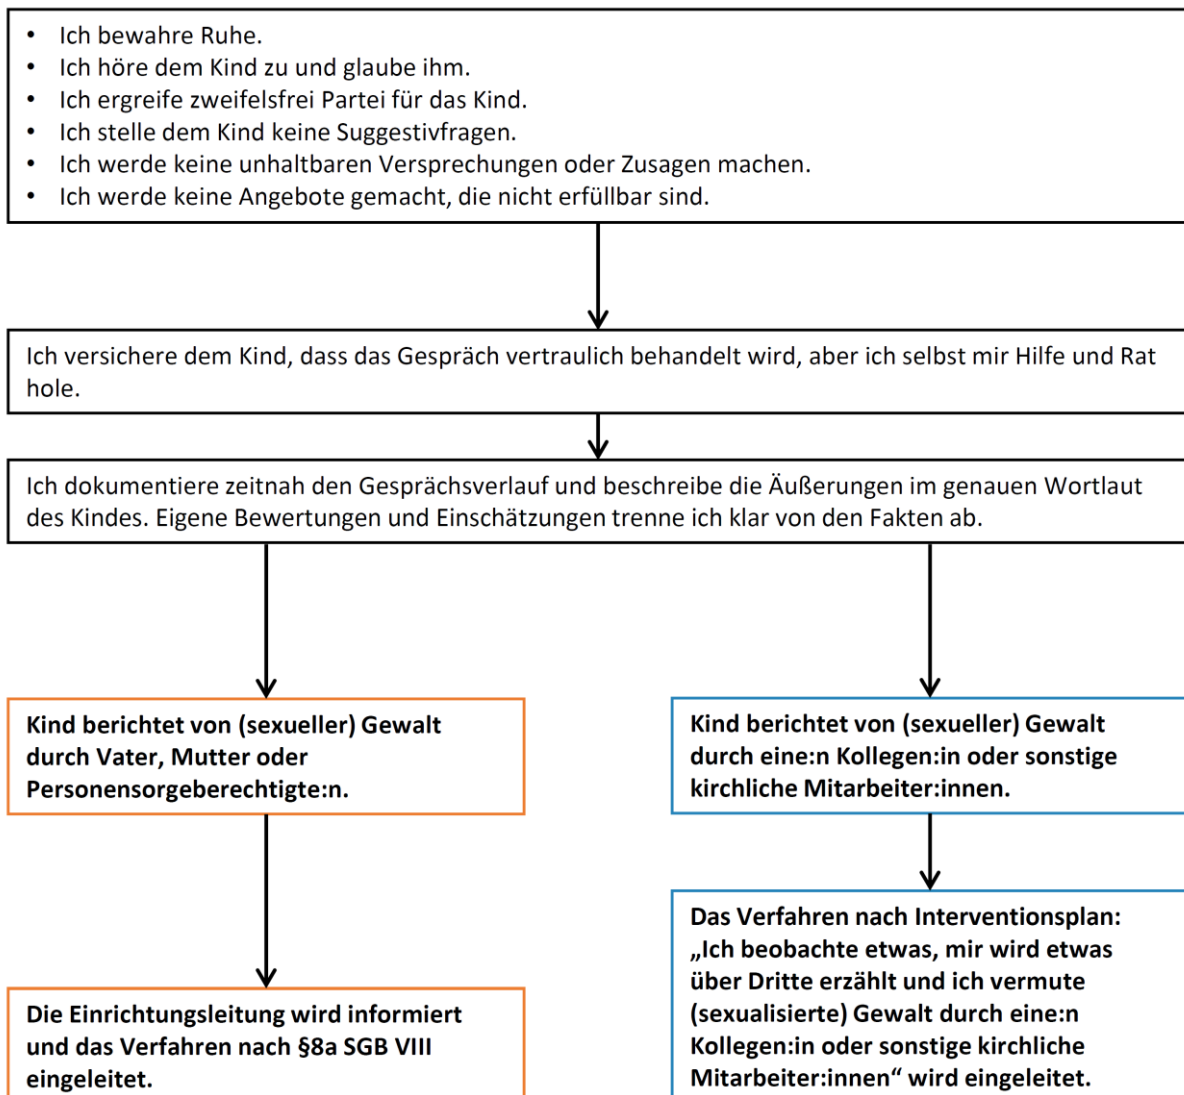 • Ich bewahre Ruhe.
• Ich höre dem Kind zu und glaube ihm.
• Ich ergreife zweifelsfrei Partei für das Kind.
• Ich stelle dem Kind keine Suggestivfragen.
• Ich werde keine unhaltbaren Versprechungen oder Zusagen machen.
• Ich werde keine Angebote gemacht, die nicht erfüllbar sind.
Ich versichere dem Kind, dass das Gespräch vertraulich behandelt wird, aber ich selbst mir Hilfe und Rat
hole.
Ich dokumentiere zeitnah den Gesprächsverlauf und beschreibe die Äußerungen im genauen Wortlaut
des Kindes. Eigene Bewertungen und Einschätzungen trenne ich klar von den Fakten ab.
Kind berichtet von (sexueller) Gewalt
durch Vater, Mutter oder
Personensorgeberechtigte:n.
Die Einrichtungsleitung wird informiert
und das Verfahren nach §8a SGB VIII
eingeleitet.
Kind berichtet von (sexueller) Gewalt
durch eine:n Kollegen:in oder sonstige
kirchliche Mitarbeiter:innen.
Das Verfahren nach Interventionsplan:
„Ich beobachte etwas, mir wird etwas
über Dritte erzählt und ich vermute
(sexualisierte) Gewalt durch eine:n
Kollegen:in oder sonstige kirchliche
Mitarbeiter:innen“ wird eingeleitet.